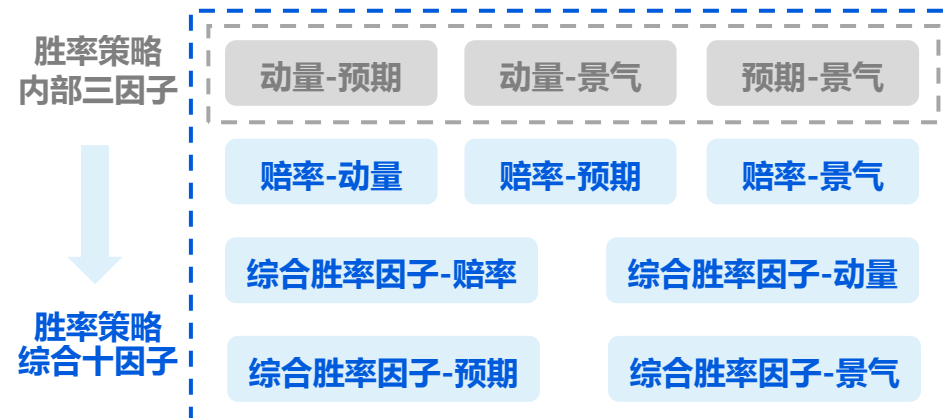 胜率策略
内部三因子
动量-预期
动量-景气
预期-景气
赔率-动量
赔率-预期
赔率-景气
综合胜率因子-赔率
综合胜率因子-动量
胜率策略
综合十因子
综合胜率因子-预期
综合胜率因子-景气